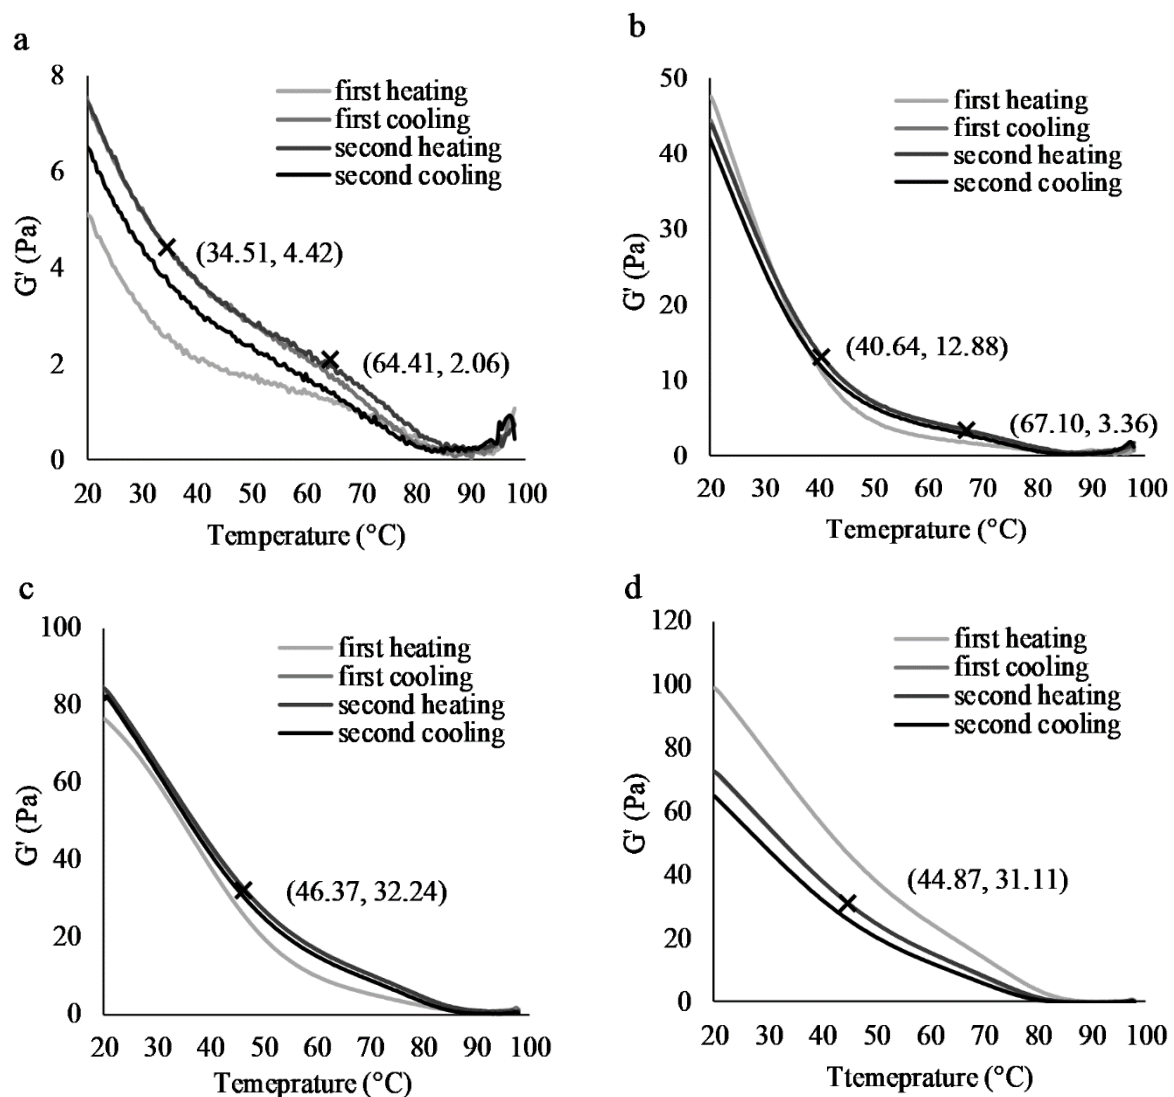 a
8
6
4
2
0
G' (Pa)
first heating
first cooling
second heating
second cooling
(34.51, 4.42)
(64.41, 2.06)
20 30 40 50 60 70 80 90 100
Temperature (°C)
b
50
40
30
20
10
0
G' (Pa)
first heating
first cooling
second heating
second cooling
(40.64, 12.88)
(67.10, 3.36)
20 30 40 50 60 70 80 90 100
Temeprature (°C)
c
100
80
60
40
20
0
G' (Pa)
first heating
first cooling
second heating
second cooling
(46.37, 32.24)
20 30 40 50 60 70 80 90 100
Temeprature (°C)
d
120
100
80
60
40
20
0
G' (Pa)
first heating
first cooling
second heating
second cooling
(44.87, 31.11)
20 30 40 50 60 70 80 90 100
Ttemeprature (°C)